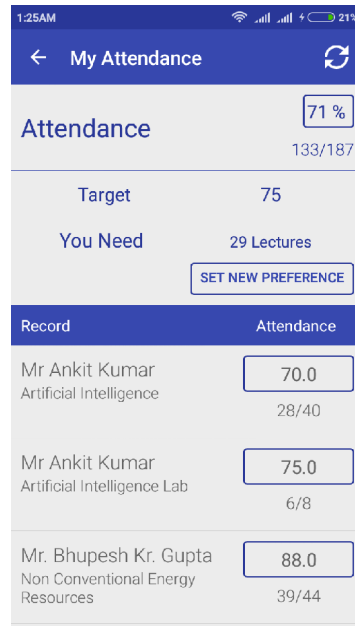 1:25AM 21%
My Attendance
Attendance
71 %
133/187
Target 75
You Need 29 Lectures
SET NEW PREFERENCE
Record Attendance
Mr Ankit Kumar
Artificial Intelligence
70.0
28/40
Mr Ankit Kumar
Artificial Intelligence Lab
75.0
6/8
Mr. Bhupesh Kr. Gupta
Non Conventional Energy
Resources
88.0
39/44